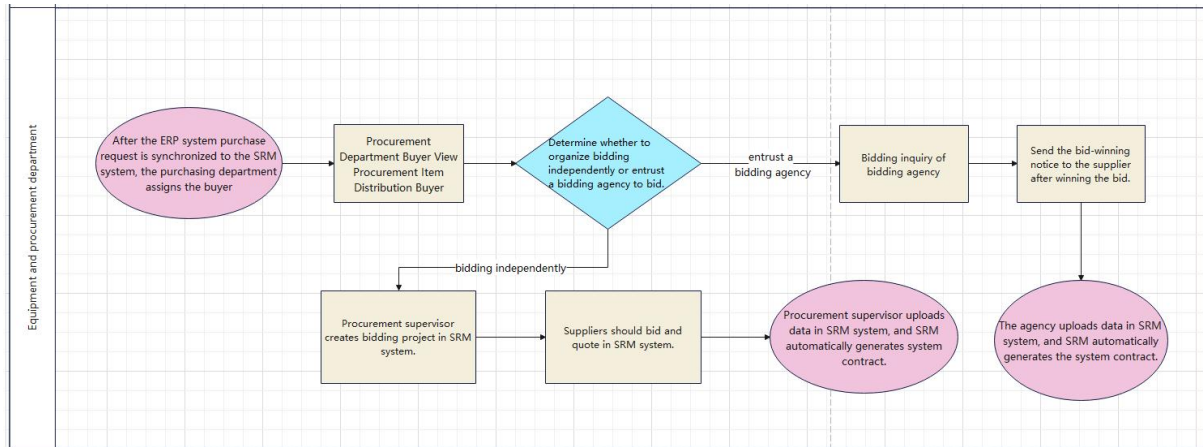 Equipment and procurement department
After the ERP system purchase
request is synchronized to the SRM
system, the purchasing department
assigns the buyer
Procurement
Department Buyer View
Procurement Item
Distribution Buyer
Determine whether to
organize bidding
independently or entrust
a bidding agency to bid.
entrust a
bidding agency
Bidding inquiry of
bidding agency
Send the bid-winning
notice to the supplier
after winning the bid.
bidding independently
Procurement supervisor
creates bidding project in SRM
system.
Suppliers should bid and
quote in SRM system.
Procurement supervisor uploads
data in SRM system, and SRM
automatically generates system
contract.
The agency uploads data in SRM
system, and SRM automatically
generates the system contract.